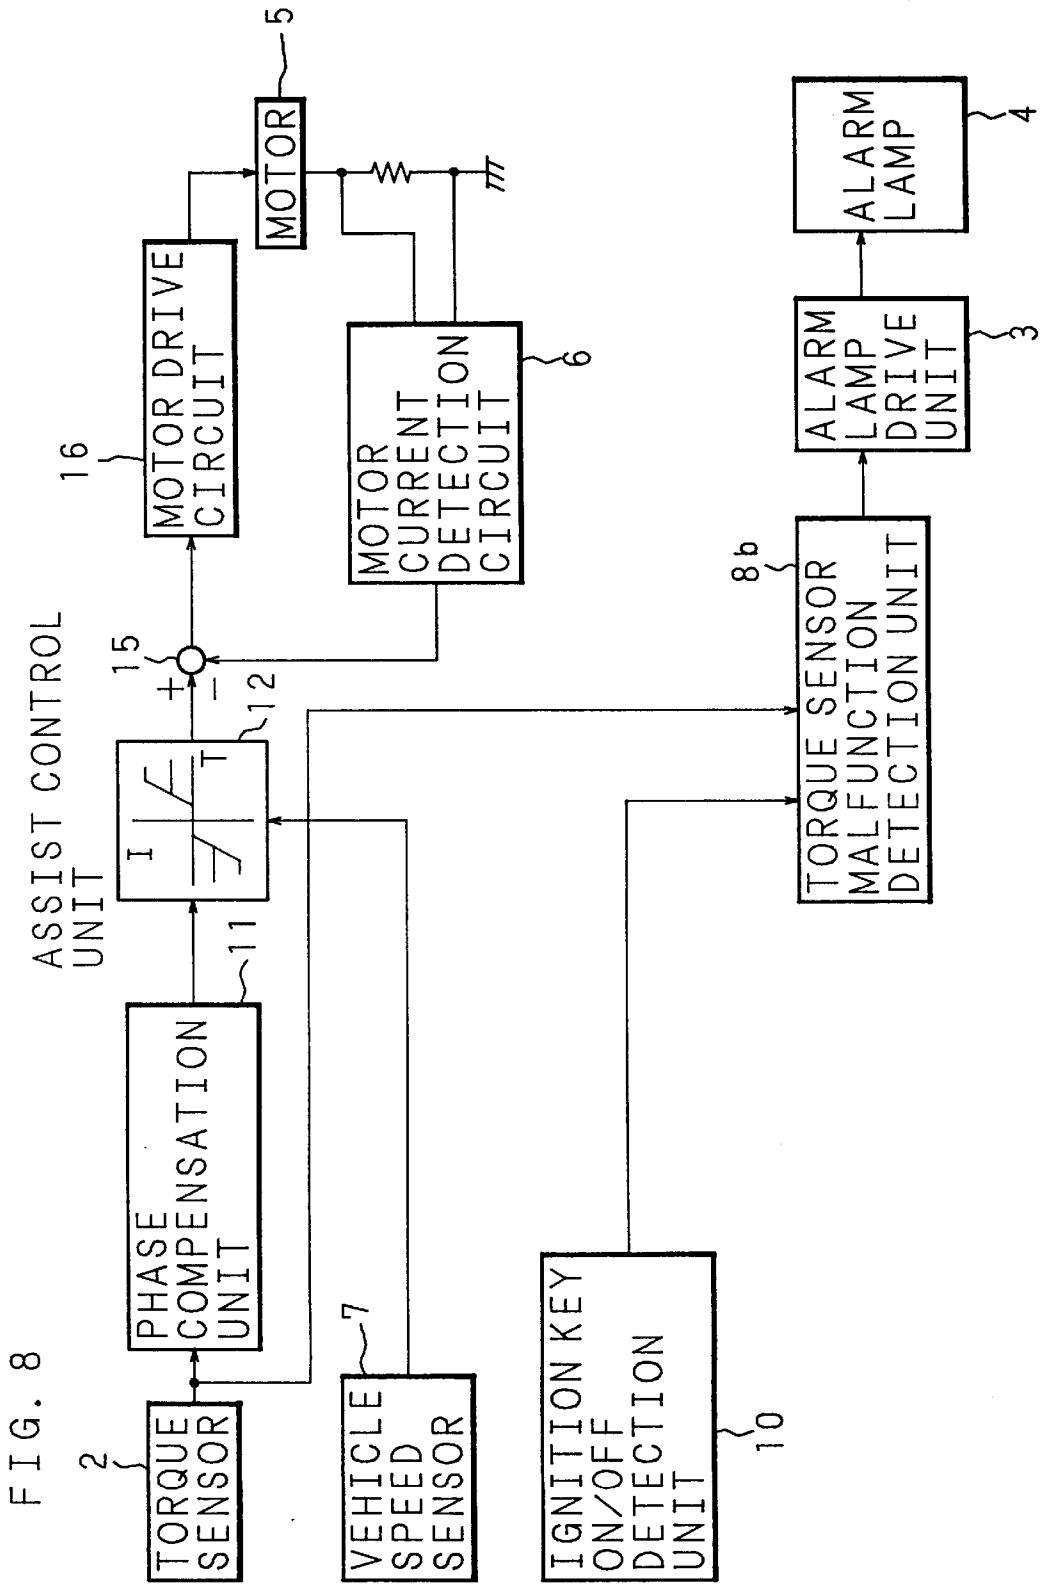 FIG. 8
2
TORQUE
SENSOR
PHASE
COMPENSATION
UNIT
11
ASSIST CONTROL
UNIT
I
T
12
+
−
15
16
MOTOR DRIVE
CIRCUIT
5
MOTOR
MOTOR
CURRENT
DETECTION
CIRCUIT
6
7
VEHICLE
SPEED
SENSOR
IGNITION KEY
ON/OFF
DETECTION
UNIT
10
8b
TORQUE SENSOR
MALFUNCTION
DETECTION UNIT
ALARM
LAMP
DRIVE
UNIT
3
ALARM
LAMP
4